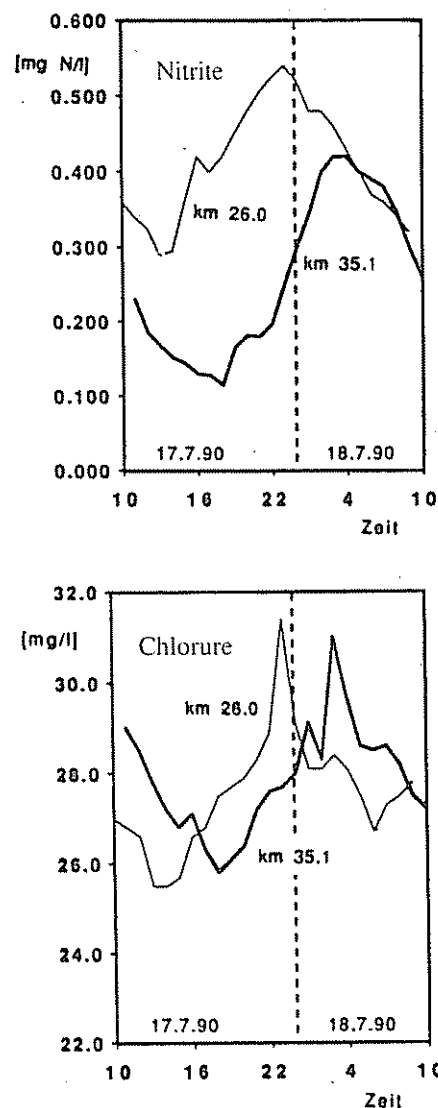 0.600
[mg N/l]
Nitrite
0.500
0.400
km 26.0
0.300
km 35.1
0.200
0.100
17.7.90 18.7.90
0.000
10 16 22 4 10
Zeit
32.0
[mg/l]
Chlorure
30.0
km 26.0
28.0
26.0
km 35.1
24.0
17.7.90 18.7.90
22.0
10 16 22 4 10
Zeit